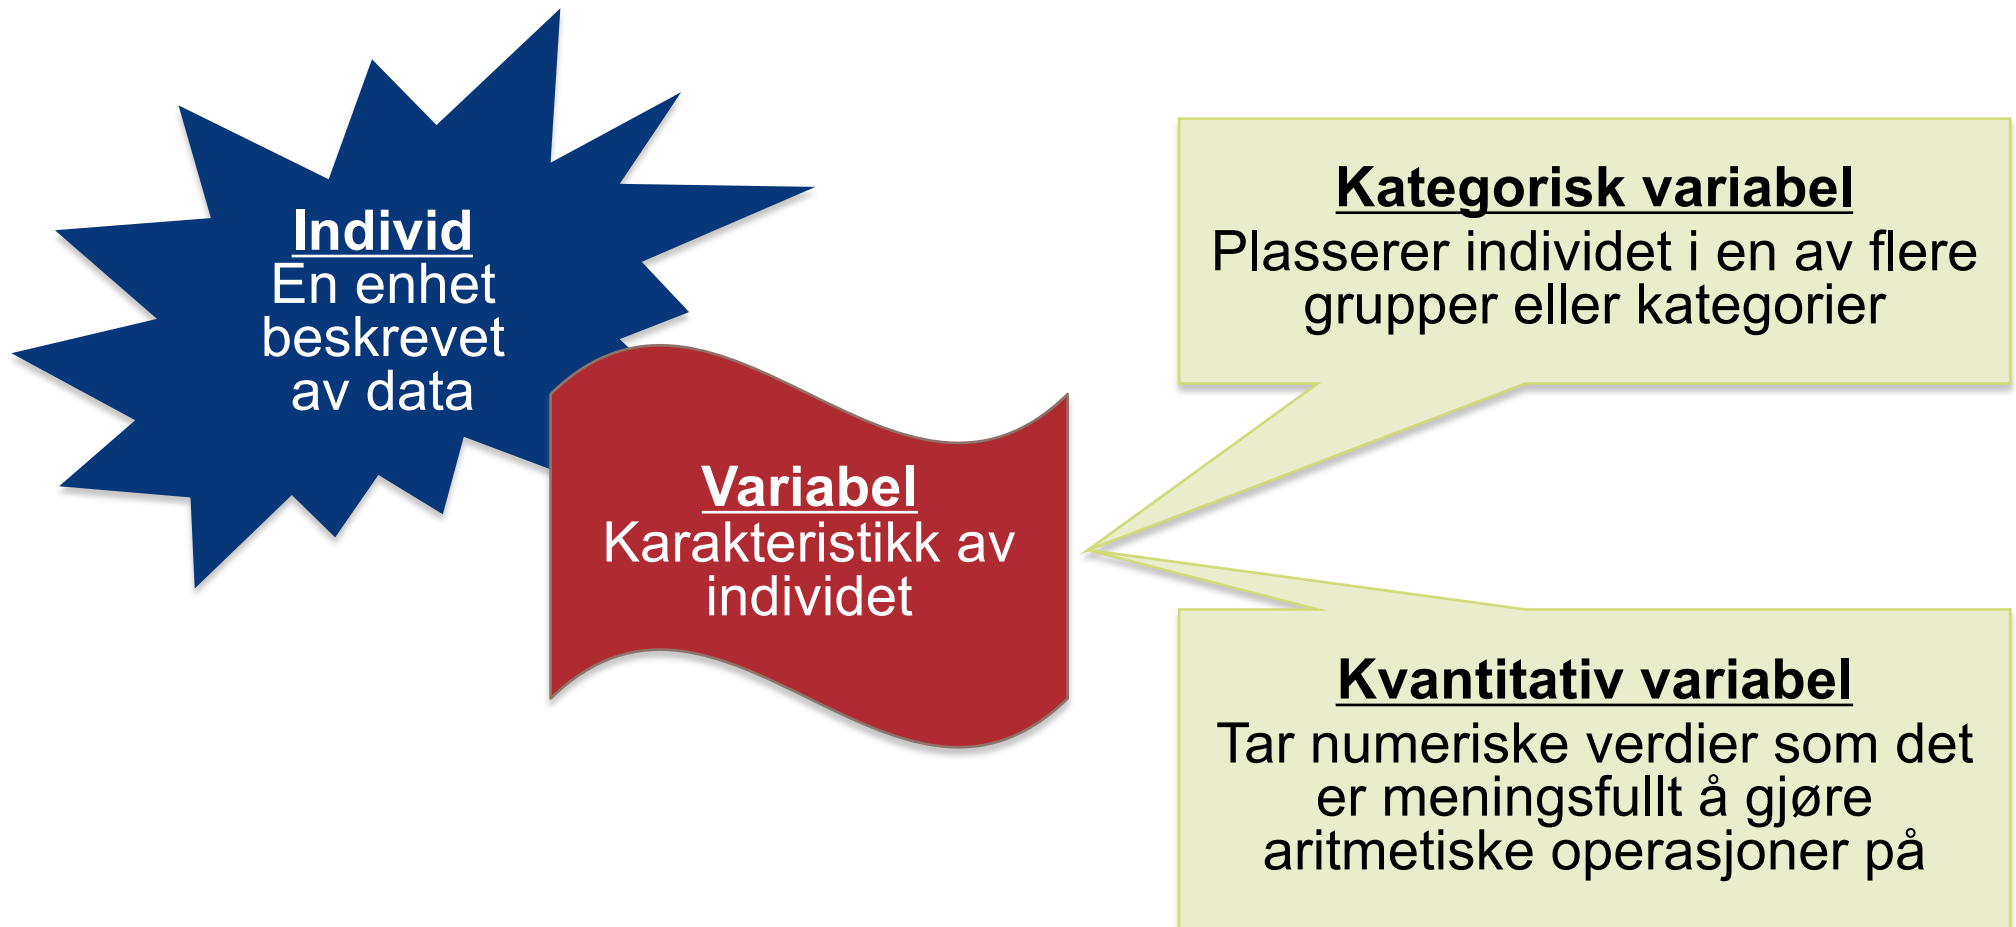 Individ
En enhet
beskrevet
av data
Variabel
Karakteristikk av
individet
Kategorisk variabel
Plasserer individet i en av flere
grupper eller kategorier
Kvantitativ variabel
Tar numeriske verdier som det
er meningsfullt å gjøre
aritmetiske operasjoner på